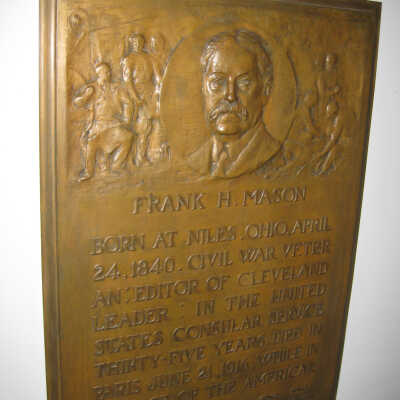 FRANK H. MASON
BORN AT NILES, OHIO, APRIL
24, 1840. CIVIL WAR VETER
AN: EDITOR OF CLEVELAND
LEADER : IN THE UNITED
STATES CONSULAR SERVICE
THIRTY-FIVE YEARS. DIED IN
PARIS JUNE 21, 1916, WHILE IN
OF THE AMERICAN